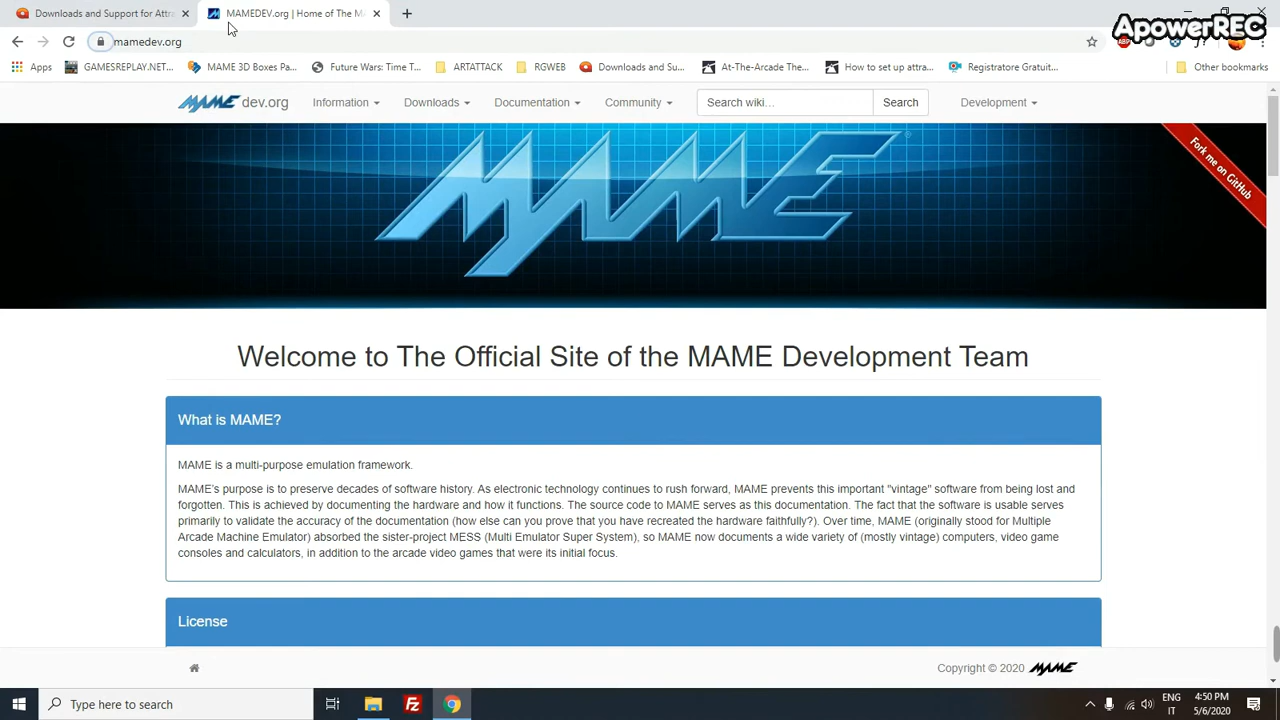 Downloads and Support for Attra
MAMEDEV.org | Home of The M
ApowerREC
mamedev.org
ABP
Apps
GAMESREPLAY.NET...
MAME 3D Boxes Pa...
Future Wars: Time T...
ARTATTACK
RGWEB
Downloads and Su...
At-The-Arcade The...
How to set up attra...
Registratore Gratuit...
Other bookmarks
MAME dev.org
Information
Downloads
Documentation
Community
Search wiki...
Search
Development
MAME
Fork me on GitHub
Welcome to The Official Site of the MAME Development Team
What is MAME?
MAME is a multi-purpose emulation framework.
MAME's purpose is to preserve decades of software history. As electronic technology continues to rush forward, MAME prevents this important "vintage" software from being lost and
forgotten. This is achieved by documenting the hardware and how it functions. The source code to MAME serves as this documentation. The fact that the software is usable serves
primarily to validate the accuracy of the documentation (how else can you prove that you have recreated the hardware faithfully?). Over time, MAME (originally stood for Multiple
Arcade Machine Emulator) absorbed the sister-project MESS (Multi Emulator Super System), so MAME now documents a wide variety of (mostly vintage) computers, video game
consoles and calculators, in addition to the arcade video games that were its initial focus.
License
Copyright © 2020 MAME
Type here to search
Fz
ENG
IT
4:50 PM
5/6/2020